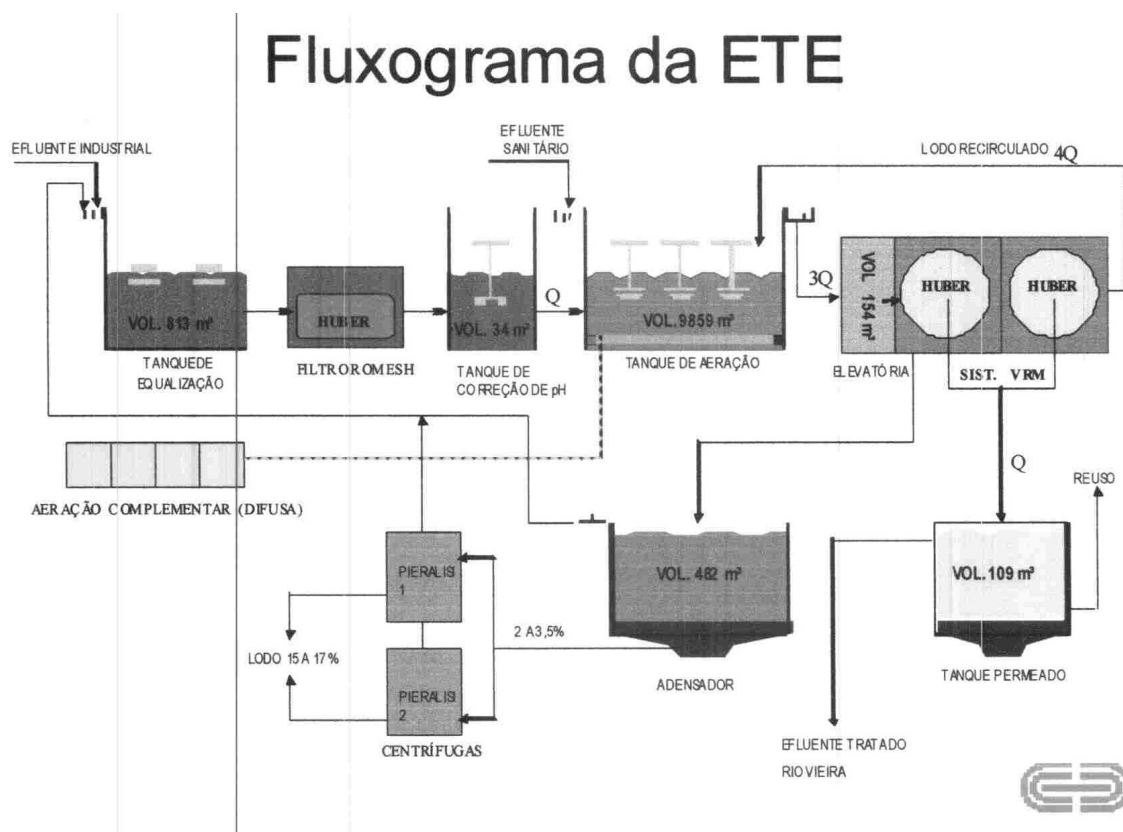 Fluxograma da ETE
EFLUENTE INDUSTRIAL
EFLUENTE
SANITÁRIO
LODO RECIRCULADO 4Q
VOL. 813 m³
HUBER
VOL. 34 m³
Q
VOL. 9859 m³
3Q
VOL 154 m³
HUBER
HUBER
TANQUE DE
EQUALIZAÇÃO
FILTRO ROMESH
TANQUE DE
CORREÇÃO DE pH
TANQUE DE AERAÇÃO
ELEVATÓRIA
SIST. VRM
Q
REUSO
AERAÇÃO COMPLEMENTAR (DIFUSA)
PIERALISI
1
VOL. 482 m³
VOL. 109 m³
2 A 3,5%
LODO 15 A 17%
PIERALISI
2
ADENSADOR
TANQUE PERMEADO
CENTRÍFUGAS
EFLUENTE TRATADO
RIO VIEIRA